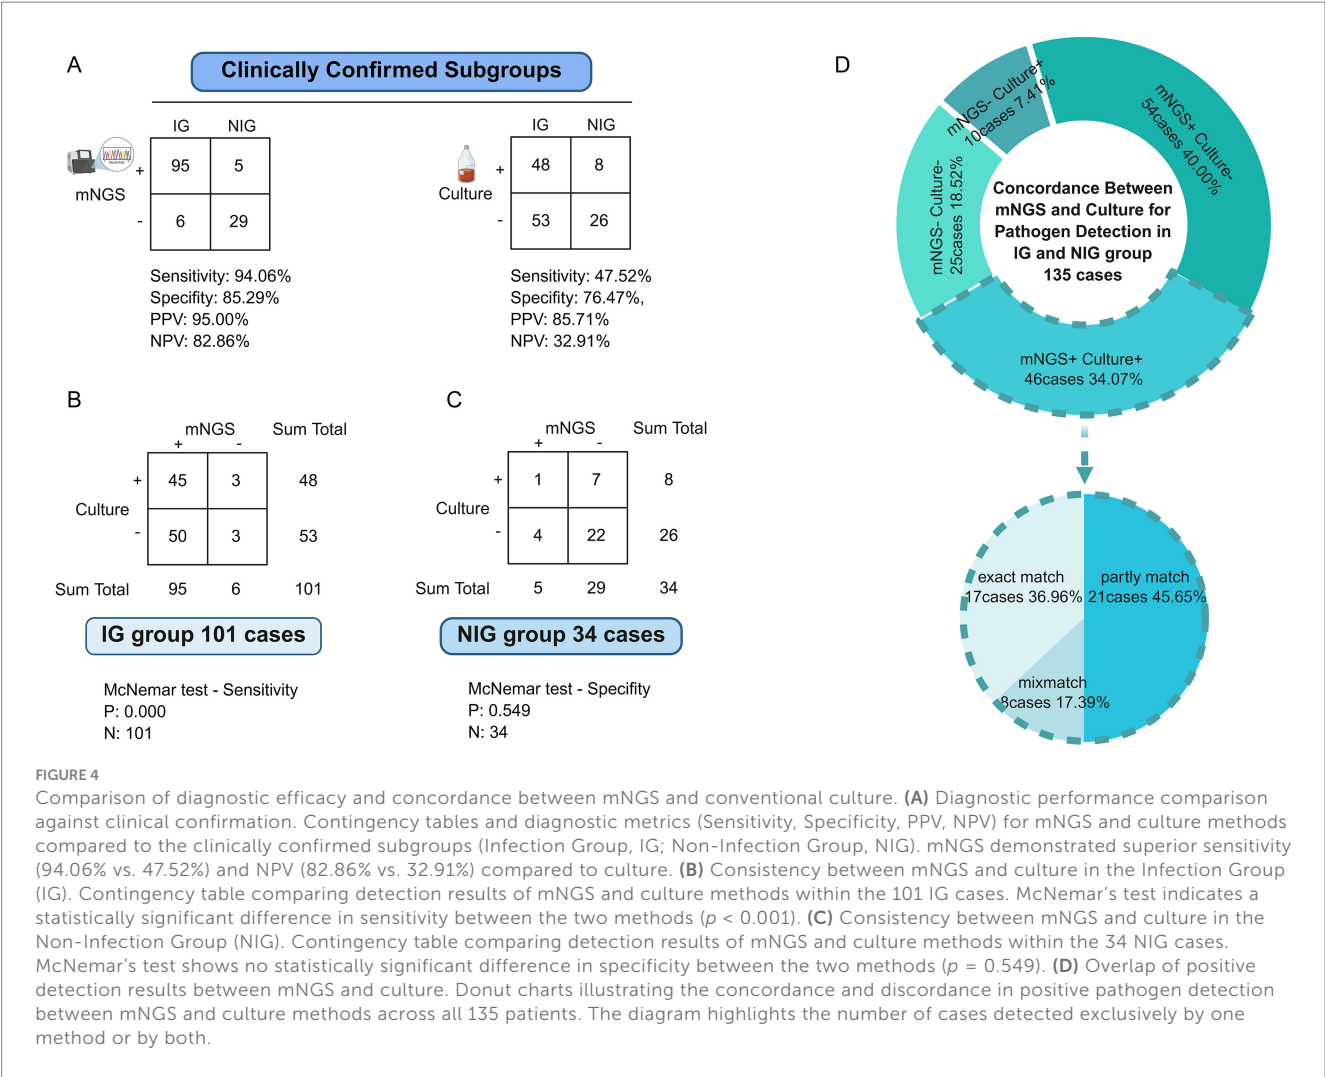 A
Clinically Confirmed Subgroups
IG NIG
mNGS
+ 95 5
- 6 29
Sensitivity: 94.06%
Specifity: 85.29%
PPV: 95.00%
NPV: 82.86%
IG NIG
Culture
+ 48 8
- 53 26
Sensitivity: 47.52%
Specifity: 76.47%,
PPV: 85.71%
NPV: 32.91%
B
mNGS Sum Total
+ -
Culture
+ 45 3 48
- 50 3 53
Sum Total 95 6 101
IG group 101 cases
McNemar test - Sensitivity
P: 0.000
N: 101
C
mNGS Sum Total
+ -
Culture
+ 1 7 8
- 4 22 26
Sum Total 5 29 34
NIG group 34 cases
McNemar test - Specifity
P: 0.549
N: 34
D
mNGS- Culture+
10cases 7.41%
mNGS+ Culture-
54cases 40.00%
mNGS- Culture-
25cases 18.52%
Concordance Between
mNGS and Culture for
Pathogen Detection in
IG and NIG group
135 cases
mNGS+ Culture+
46cases 34.07%
exact match
17cases 36.96%
partly match
21cases 45.65%
mixmatch
8cases 17.39%
FIGURE 4
Comparison of diagnostic efficacy and concordance between mNGS and conventional culture. (A) Diagnostic performance comparison
against clinical confirmation. Contingency tables and diagnostic metrics (Sensitivity, Specificity, PPV, NPV) for mNGS and culture methods
compared to the clinically confirmed subgroups (Infection Group, IG; Non-Infection Group, NIG). mNGS demonstrated superior sensitivity
(94.06% vs. 47.52%) and NPV (82.86% vs. 32.91%) compared to culture. (B) Consistency between mNGS and culture in the Infection Group
(IG). Contingency table comparing detection results of mNGS and culture methods within the 101 IG cases. McNemar's test indicates a
statistically significant difference in sensitivity between the two methods (p < 0.001). (C) Consistency between mNGS and culture in the
Non-Infection Group (NIG). Contingency table comparing detection results of mNGS and culture methods within the 34 NIG cases.
McNemar's test shows no statistically significant difference in specificity between the two methods (p = 0.549). (D) Overlap of positive
detection results between mNGS and culture. Donut charts illustrating the concordance and discordance in positive pathogen detection
between mNGS and culture methods across all 135 patients. The diagram highlights the number of cases detected exclusively by one
method or by both.